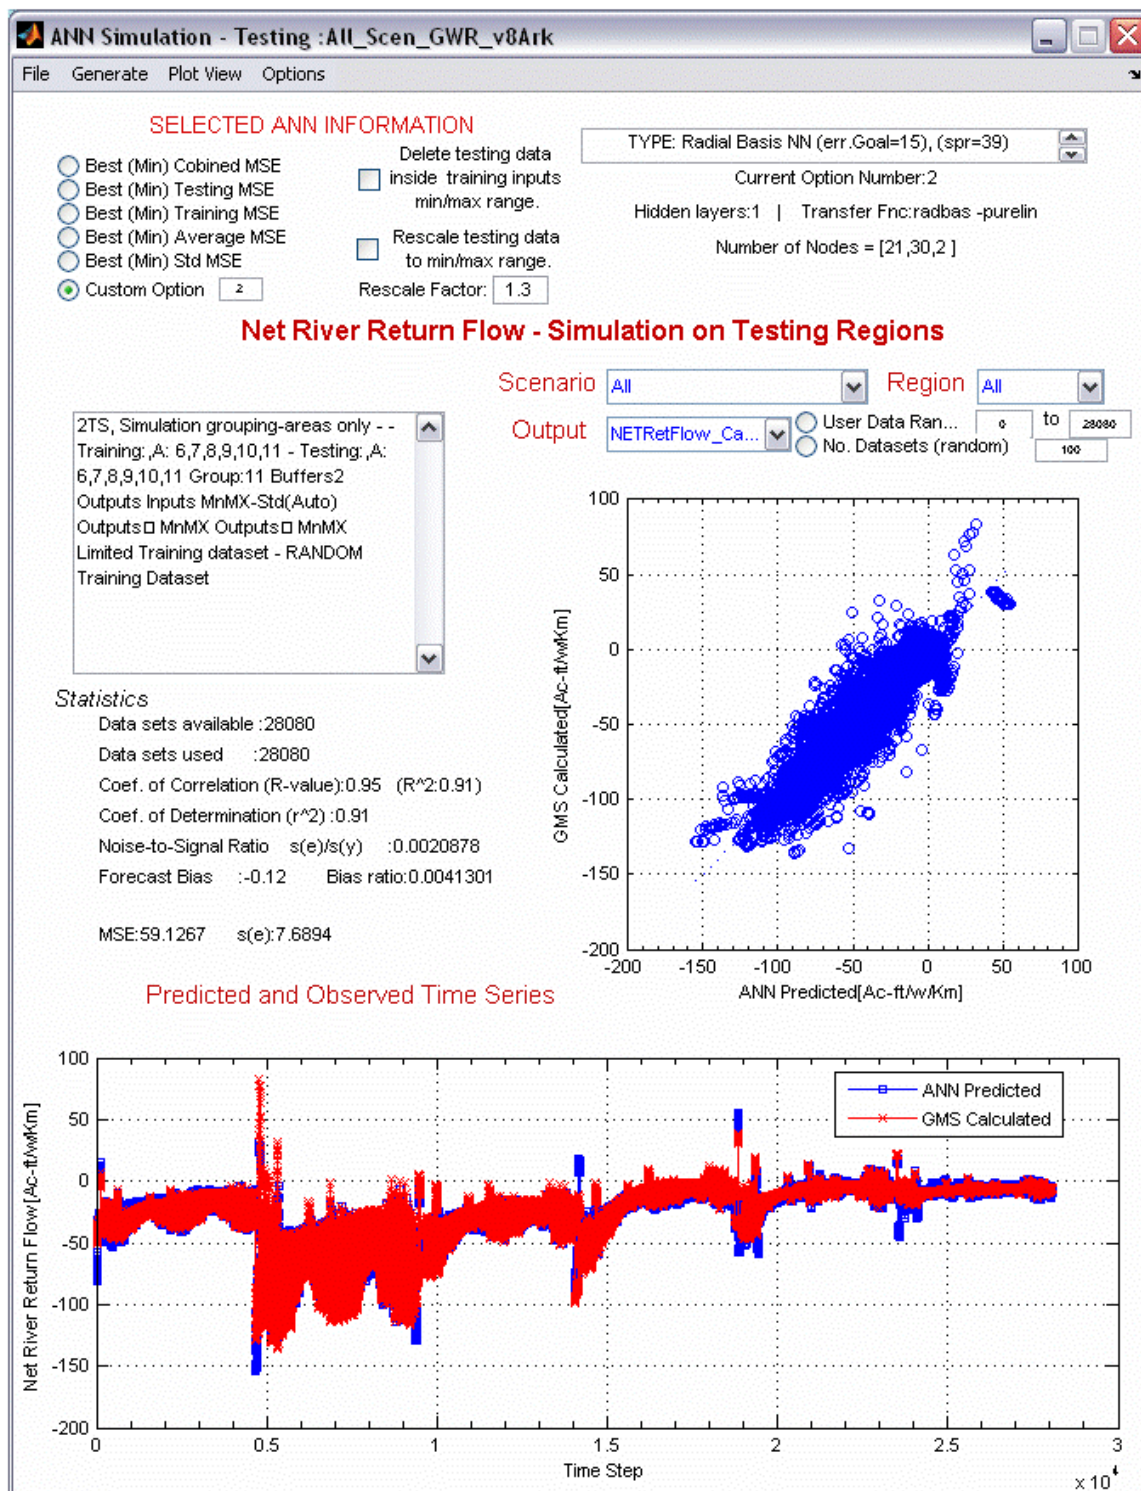 ANN Simulation - Testing :All_Scen_GWR_v8Ark
File Generate Plot View Options
SELECTED ANN INFORMATION
Best (Min) Cobined MSE
Best (Min) Testing MSE
Best (Min) Training MSE
Best (Min) Average MSE
Best (Min) Std MSE
Custom Option 2
Delete testing data
inside training inputs
min/max range.
Rescale testing data
to min/max range.
Rescale Factor: 1.3
TYPE: Radial Basis NN (err.Goal=15), (spr=39)
Current Option Number:2
Hidden layers:1 | Transfer Fnc:radbas -purelin
Number of Nodes = [21,30,2 ]
Net River Return Flow - Simulation on Testing Regions
Scenario All Region All
Output NETRetFlow_Ca... User Data Ran... 0 to 28080
No. Datasets (random) 100
2TS, Simulation grouping-areas only - -
Training:,A: 6,7,8,9,10,11 - Testing:,A:
6,7,8,9,10,11 Group:11 Buffers2
Outputs Inputs MnMX-Std(Auto)
Outputs□ MnMX Outputs□ MnMX
Limited Training dataset - RANDOM
Training Dataset
Statistics
Data sets available :28080
Data sets used :28080
Coef. of Correlation (R-value):0.95 (R^2:0.91)
Coef. of Determination (r^2) :0.91
Noise-to-Signal Ratio s(e)/s(y) :0.0020878
Forecast Bias :-0.12 Bias ratio:0.0041301
MSE:59.1267 s(e):7.6894
100
50
0
-50
-100
-150
-200
GMS Calculated[Ac-ft/w/Km]
-200 -150 -100 -50 0 50 100
ANN Predicted[Ac-ft/w/Km]
Predicted and Observed Time Series
100
50
0
-50
-100
-150
-200
Net River Return Flow[Ac-ft/w/Km]
ANN Predicted
GMS Calculated
0 0.5 1 1.5 2 2.5 3
Time Step
x 10